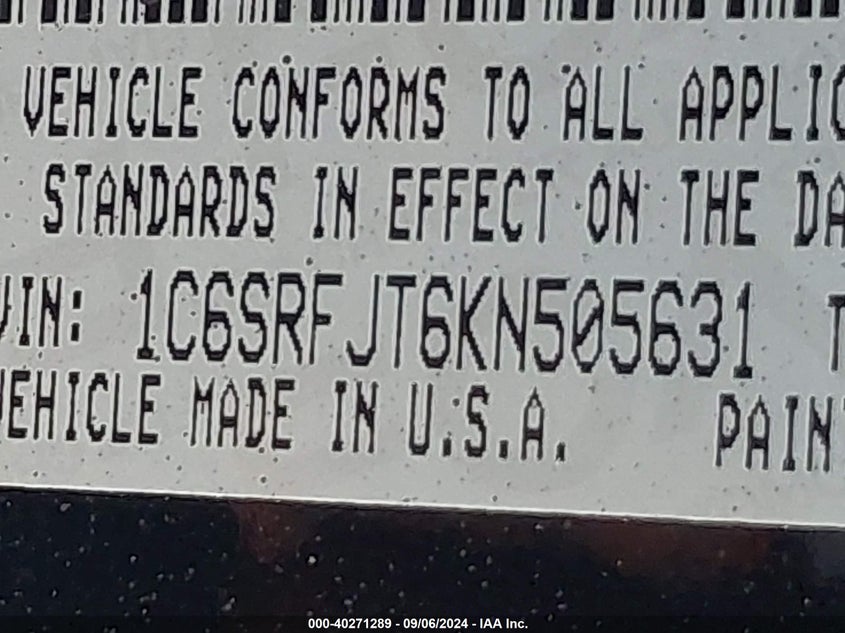 VEHICLE CONFORMS TO ALL APPLIC
STANDARDS IN EFFECT ON THE DA
VIN: 1C6SRFJT6KN505631 T
VEHICLE MADE IN U.S.A. PAIN
000-40271289 - 09/06/2024 - IAA Inc.